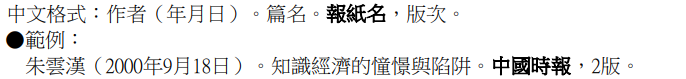 中文格式：作者（年月日）。篇名。報紙名，版次。
●範例：
朱雲漢（2000年9月18日）。知識經濟的憧憬與陷阱。中國時報，2版。